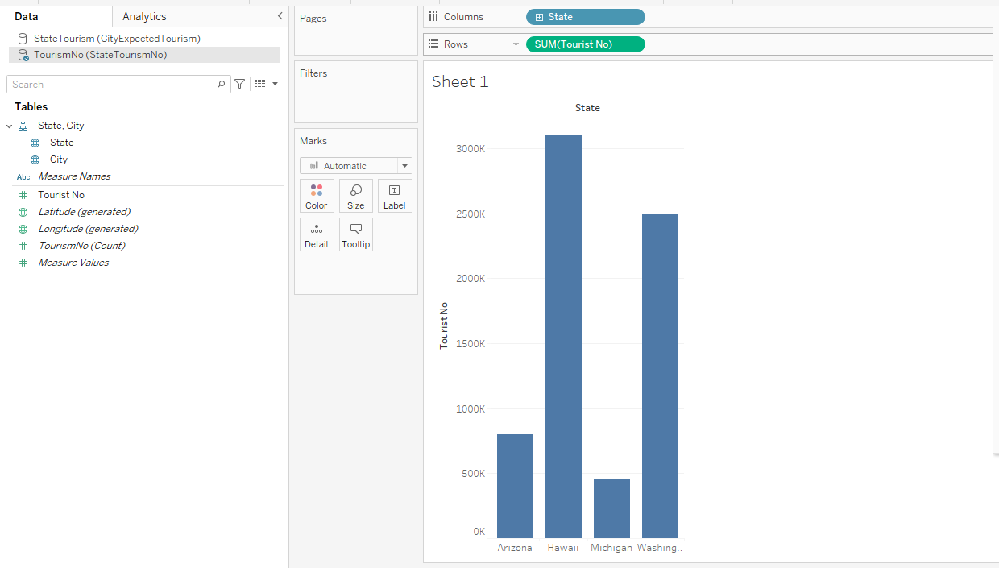 Data
Analytics
StateTourism (CityExpectedTourism)
TourismNo (StateTourismNo)
Search
Tables
State, City
State
City
Abc Measure Names
Tourist No
Latitude (generated)
Longitude (generated)
TourismNo (Count)
Measure Values
Pages
Filters
Marks
Automatic
Color Size Label
Detail Tooltip
Columns State
Rows SUM(Tourist No)
Sheet 1
State
3000K
2500K
2000K
1500K
1000K
500K
0K
Tourist No
Arizona Hawaii Michigan Washing..